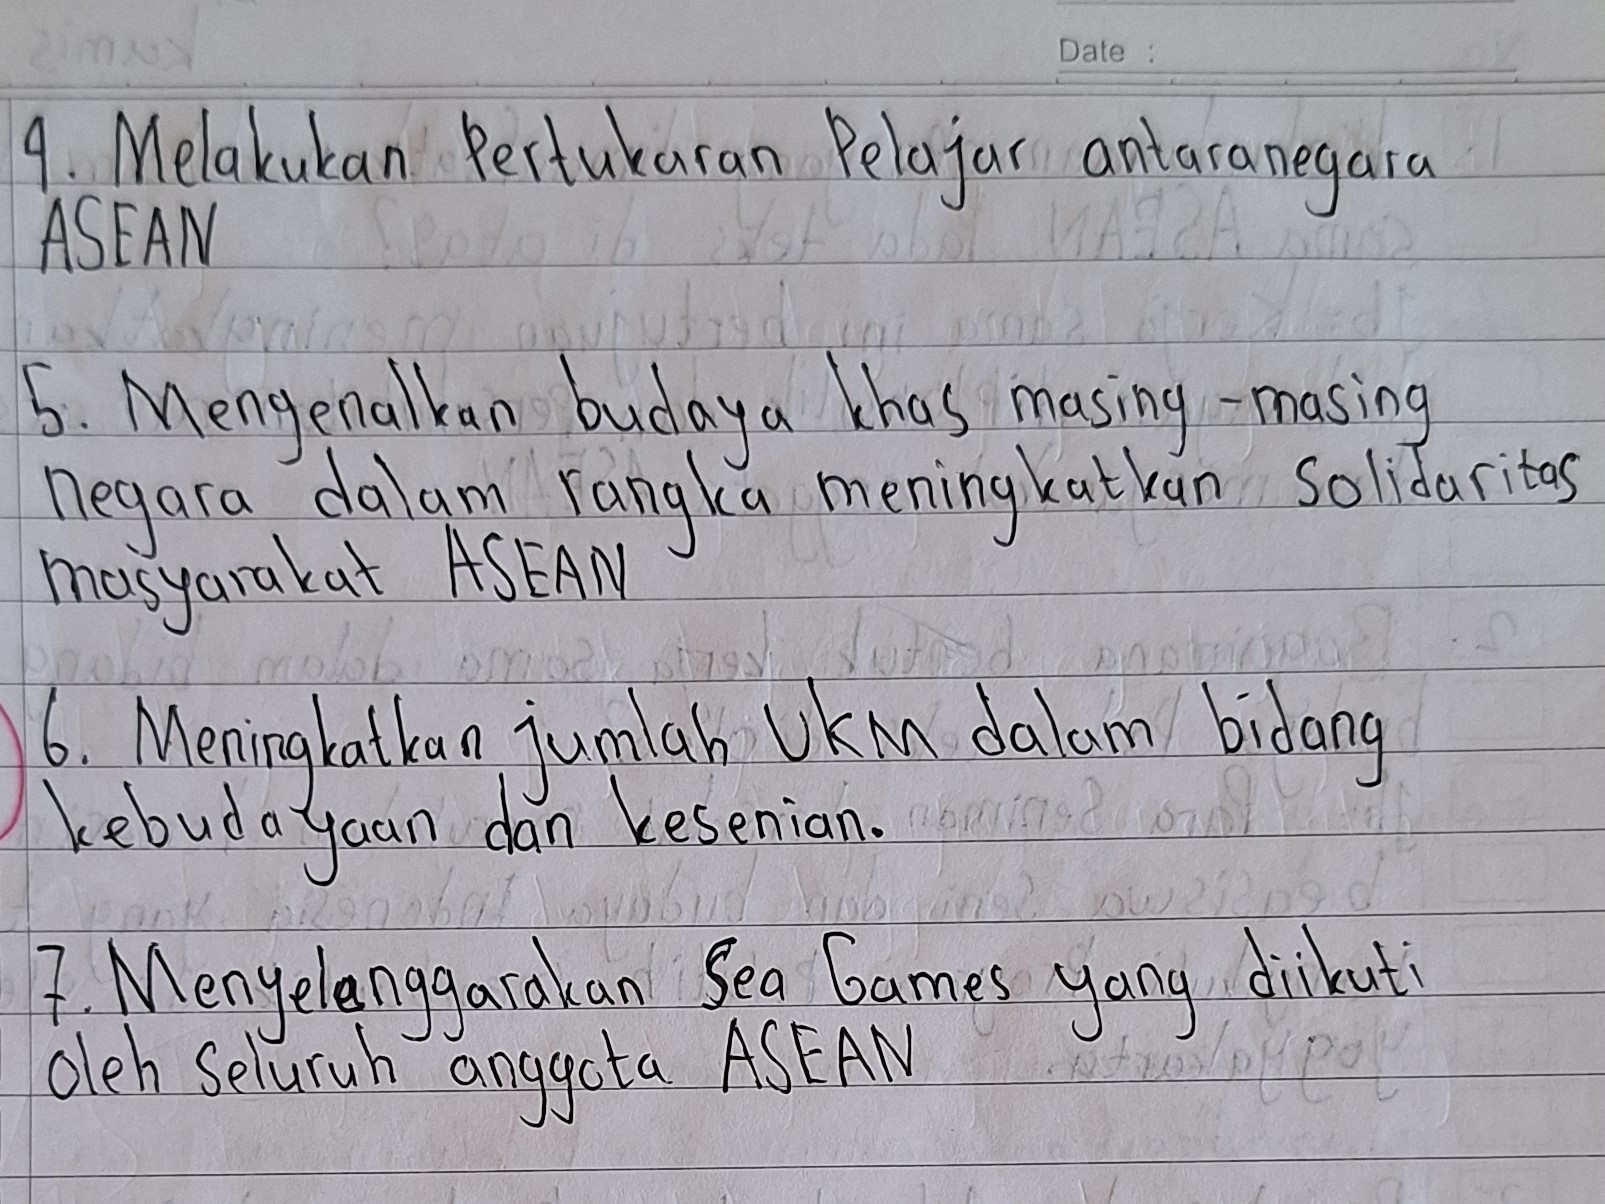 Date :
4. Melakukan Pertukaran Pelajar antaranegara
ASEAN
5. Mengenalkan budaya khas masing-masing
negara dalam rangka meningkatkan Solidaritas
masyarakat ASEAN
6. Meningkatkan jumlah UKM dalam bidang
kebudayaan dan kesenian.
7. Menyelenggarakan Sea Games yang diikuti
oleh Seluruh anggota ASEAN